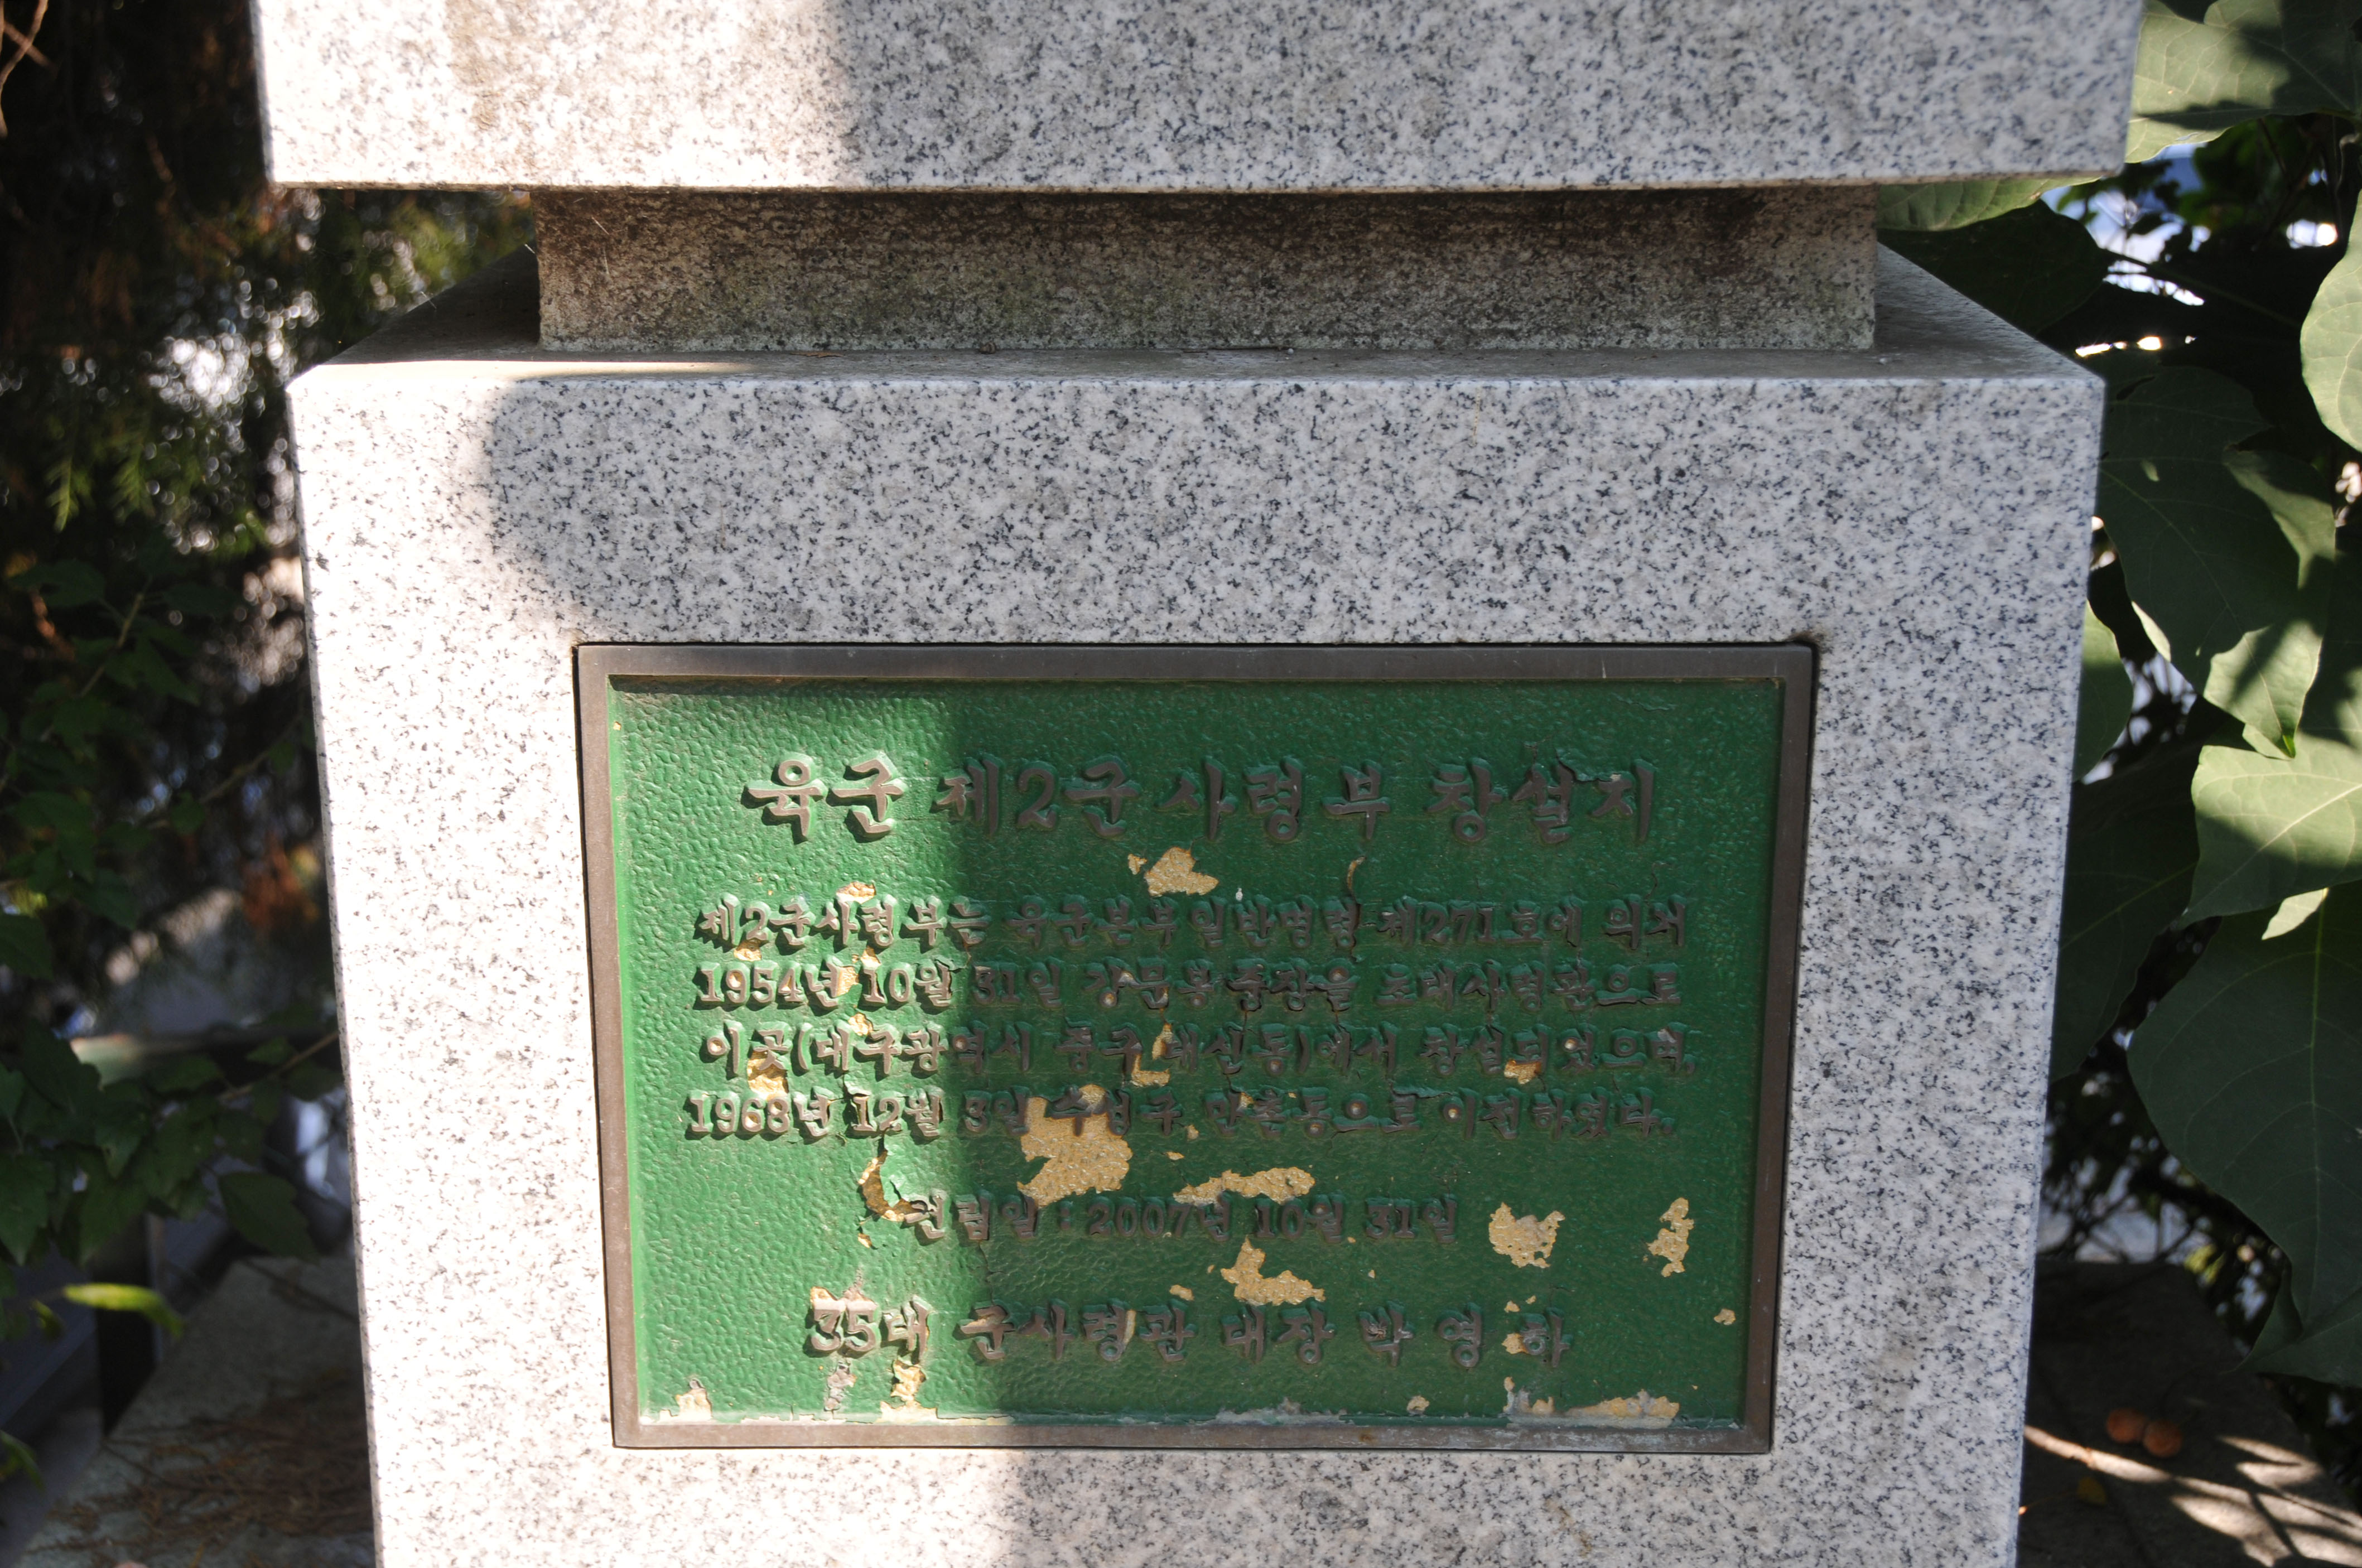 육군 제2군사령부 창설지
제2군사령부는 육군본부 일반명령 제271호에 의거
1954년 10월 31일 강문봉중장을 초대사령관으로
이곳(대구광역시 중구 대신동)에서 창설되었으며,
1968년 12월 3일 수성구 만촌동으로 이전하였다.
건립일 : 2007년 10월 31일
35대 군사령관 대장 박영하